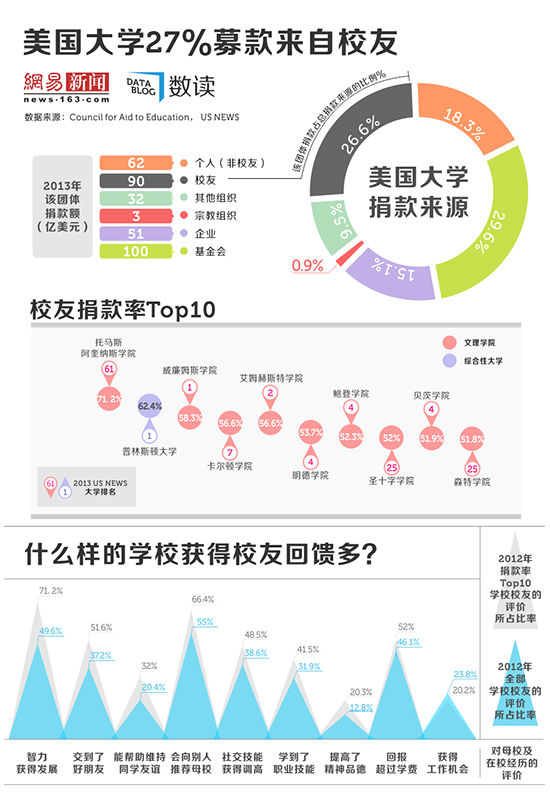 美国大学27%募款来自校友
網易新闻
news·163·com
DATA
BLOG
数读
数据来源：Council for Aid to Education， US NEWS
2013年
该团体
捐款额
（亿美元）
62 个人（非校友）
90 校友
32 其他组织
3 宗教组织
51 企业
100 基金会
该团体捐款占总捐款来源的比例%
26.6%
18.3%
29.6%
15.1%
0.9%
9.5%
美国大学
捐款来源
校友捐款率Top10
文理学院
综合性大学
托马斯
阿奎纳斯学院
61
71.2%
62.4%
1
普林斯顿大学
威廉姆斯学院
1
58.3%
56.6%
7
卡尔顿学院
艾姆赫斯特学院
2
56.6%
53.7%
4
明德学院
鲍登学院
4
52.3%
52%
25
圣十字学院
贝茨学院
4
51.9%
51.8%
25
森特学院
61
1
2013 US NEWS
大学排名
什么样的学校获得校友回馈多？
2012年
捐款率
Top10
学校校友的
评价
所占比率
2012年
全部
学校校友的
评价
所占比率
71.2%
49.6%
智力
获得发展
51.6%
37.2%
交到了
好朋友
32%
20.4%
能帮助维持
同学友谊
66.4%
55%
会向别人
推荐母校
48.5%
38.6%
社交技能
获得调高
41.5%
31.9%
学到了
职业技能
20.3%
12.8%
提高了
精神品德
52%
46.1%
回报
超过学费
23.8%
20.2%
获得
工作机会
对母校及
在校经历的
评价